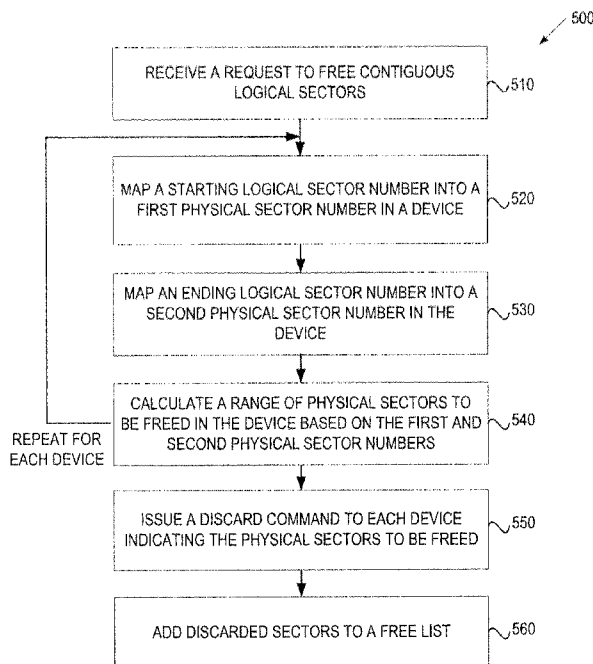 500
RECEIVE A REQUEST TO FREE CONTIGUOUS
LOGICAL SECTORS
510
MAP A STARTING LOGICAL SECTOR NUMBER INTO A
FIRST PHYSICAL SECTOR NUMBER IN A DEVICE
520
MAP AN ENDING LOGICAL SECTOR NUMBER INTO A
SECOND PHYSICAL SECTOR NUMBER IN THE
DEVICE
530
CALCULATE A RANGE OF PHYSICAL SECTORS TO
BE FREED IN THE DEVICE BASED ON THE FIRST AND
SECOND PHYSICAL SECTOR NUMBERS
540
REPEAT FOR
EACH DEVICE
ISSUE A DISCARD COMMAND TO EACH DEVICE
INDICATING THE PHYSICAL SECTORS TO BE FREED
550
ADD DISCARDED SECTORS TO A FREE LIST
560